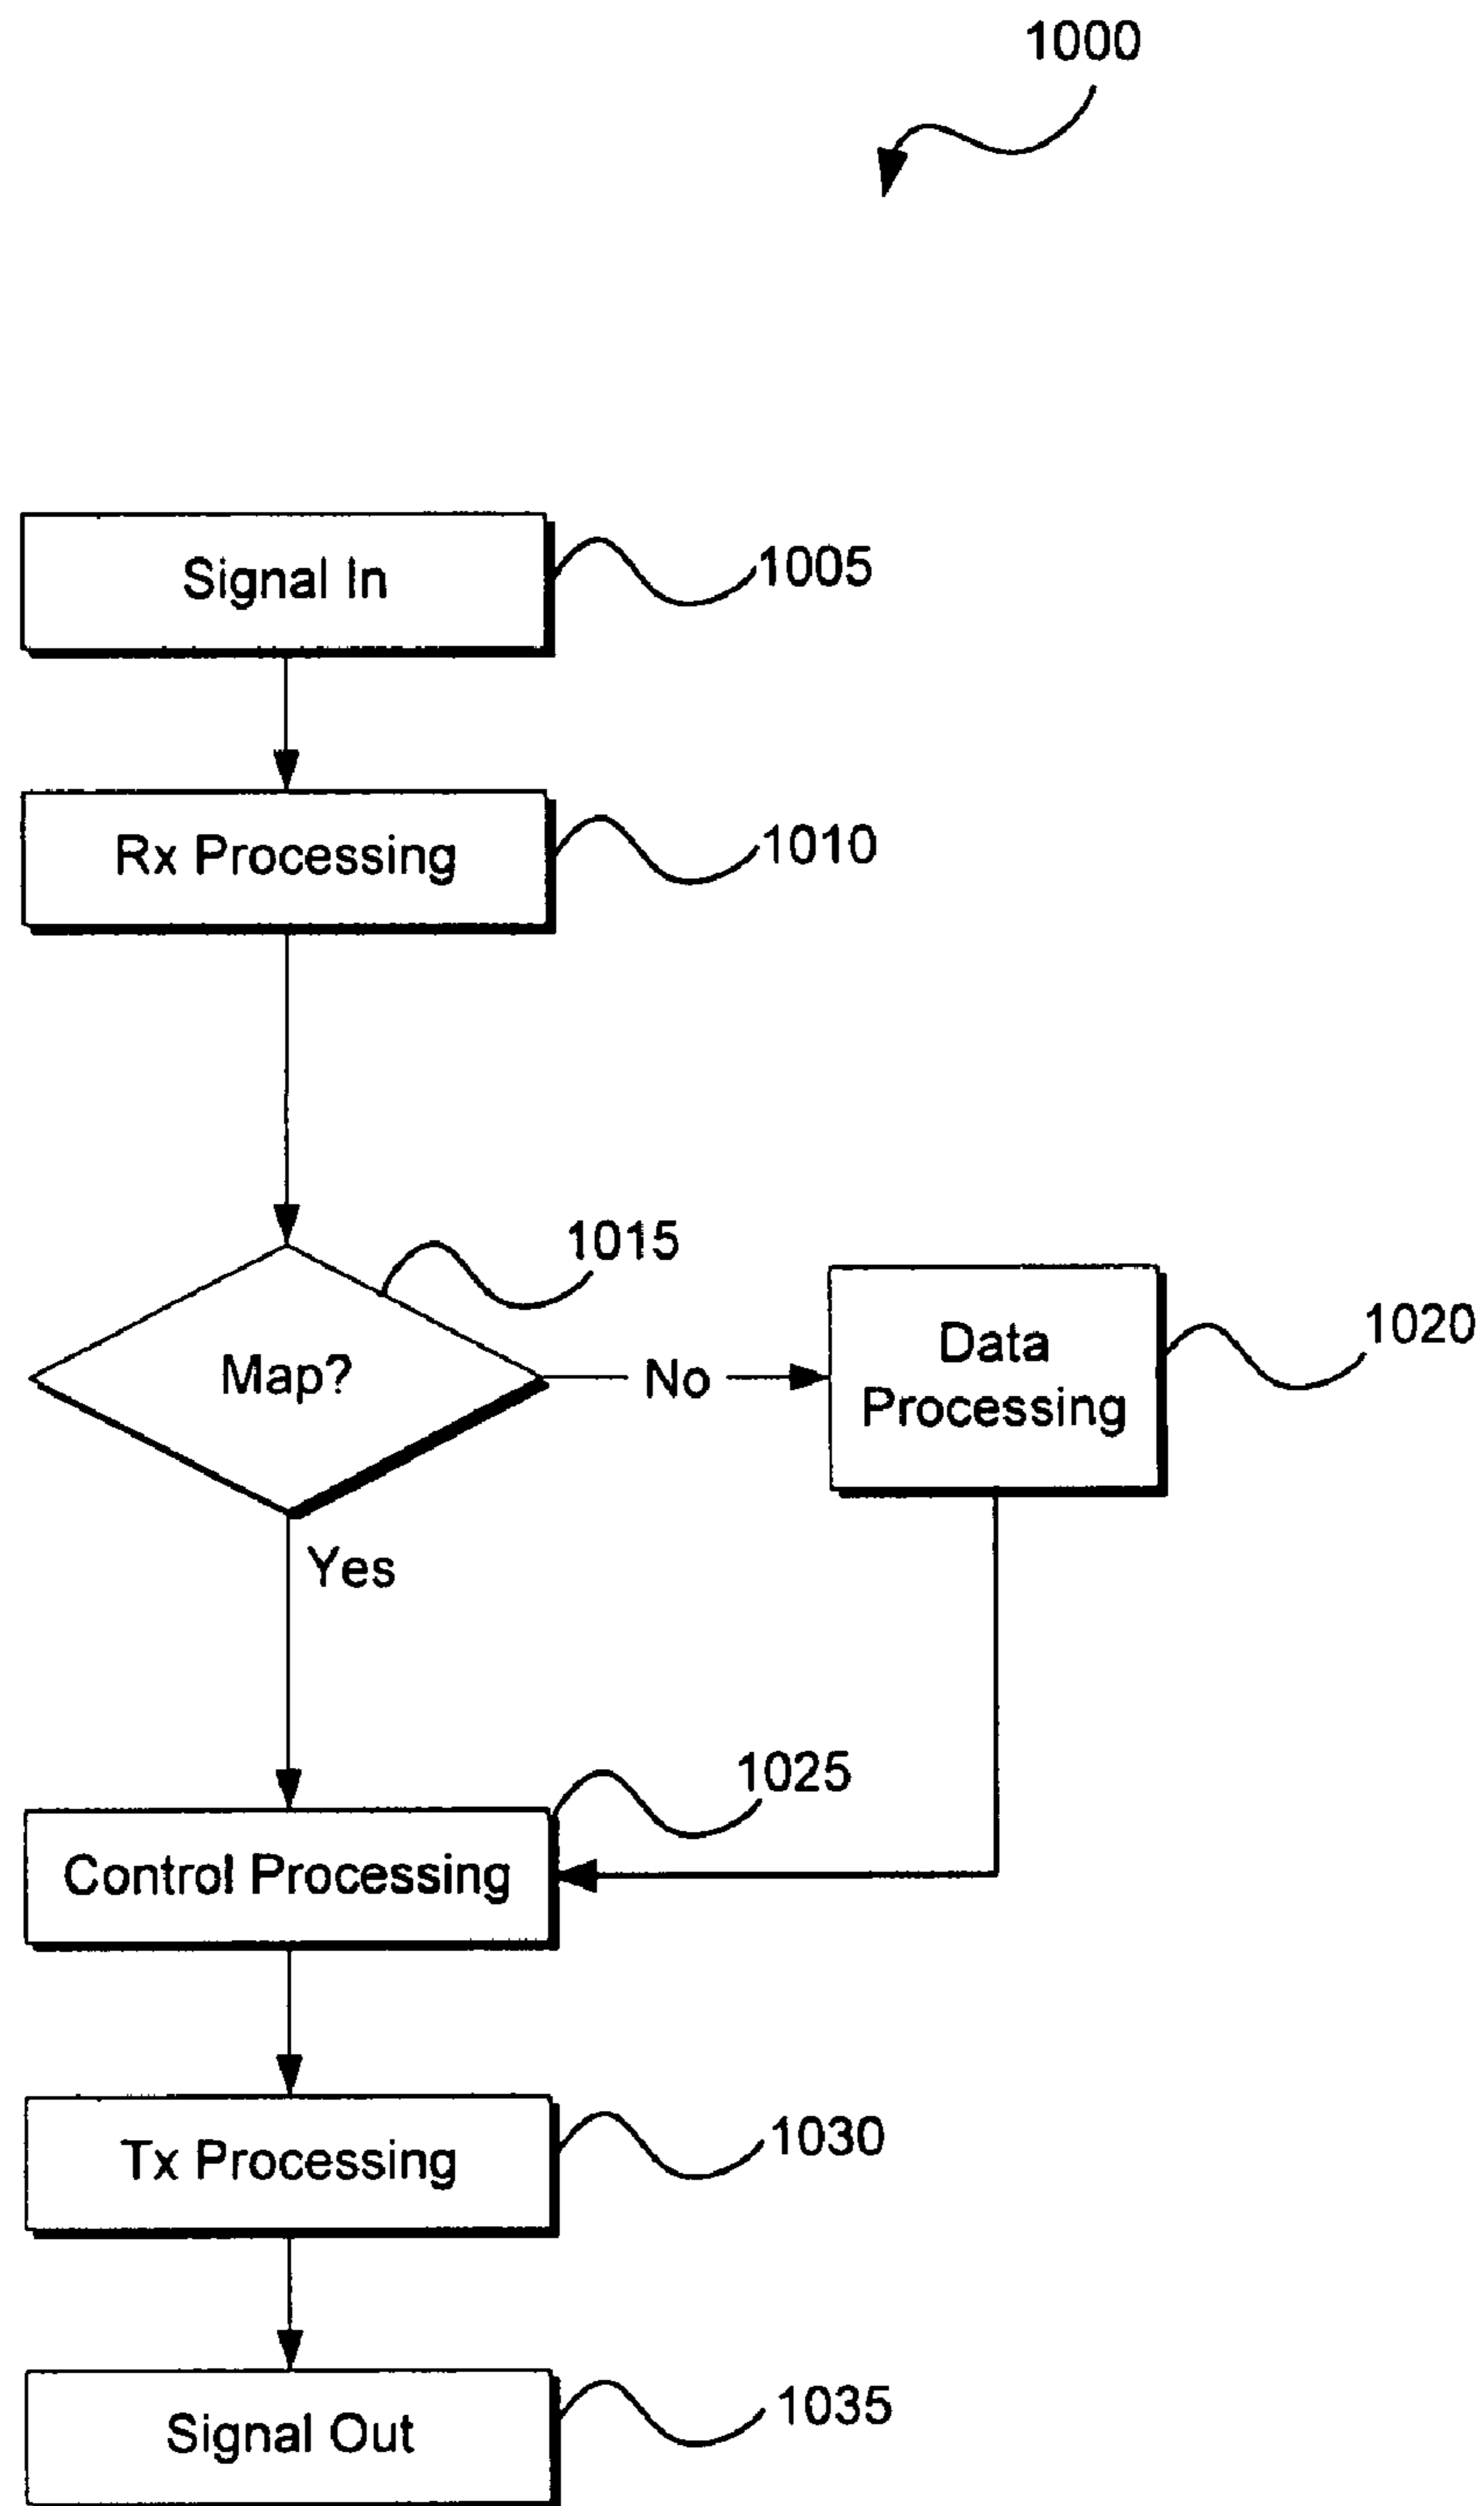 1000
Signal In
1005
Rx Processing
1010
1015
Map?
No
Data
Processing
1020
Yes
1025
Control Processing
Tx Processing
1030
Signal Out
1035